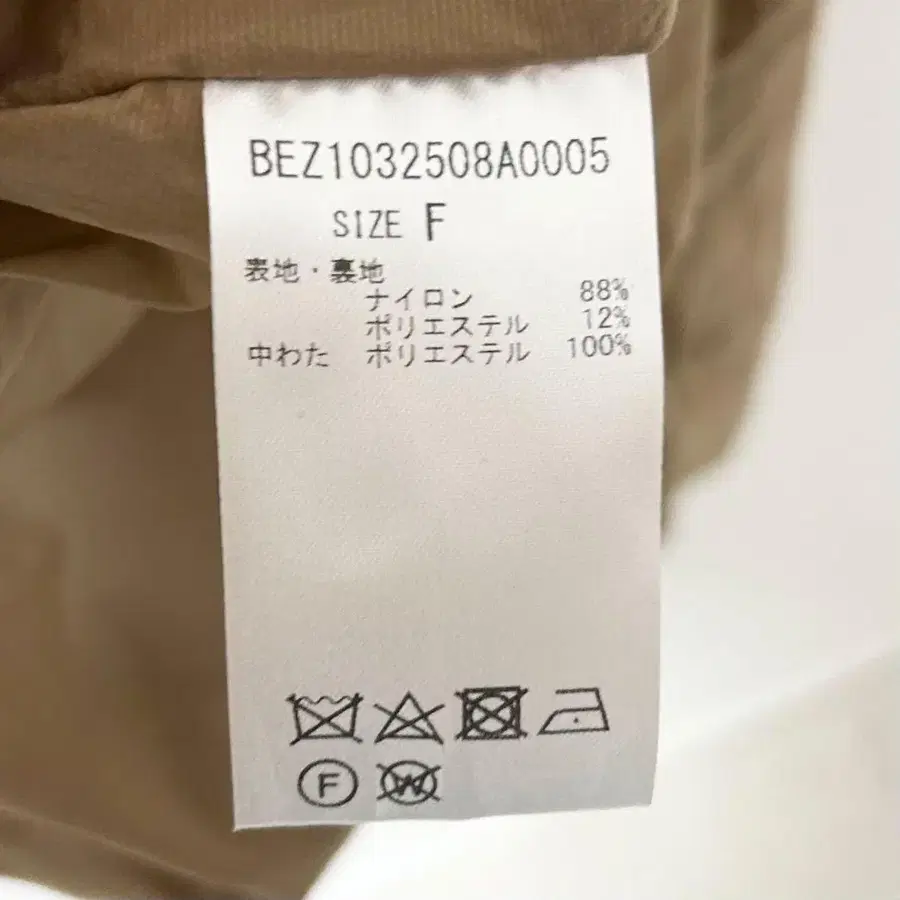 BEZ1032508A0005
SIZE F
表地・裏地
ナイロン 88%
ポリエステル 12%
中わた ポリエステル 100%
F W